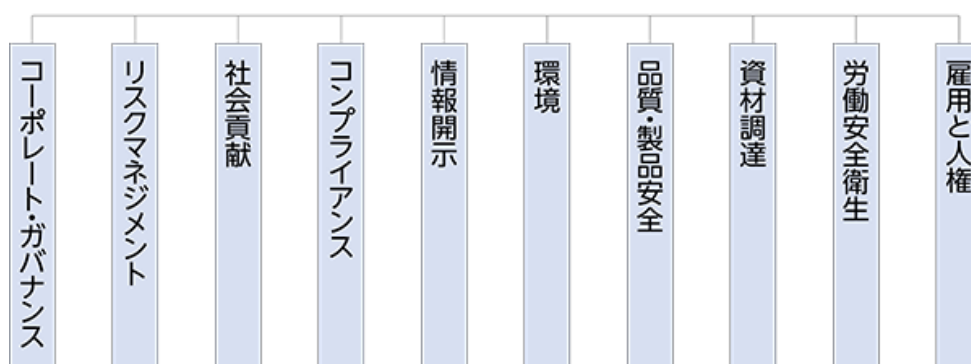 コーポレート・ガバナンス
リスクマネジメント
社会貢献
コンプライアンス
情報開示
環境
品質・製品安全
資材調達
労働安全衛生
雇用と人権